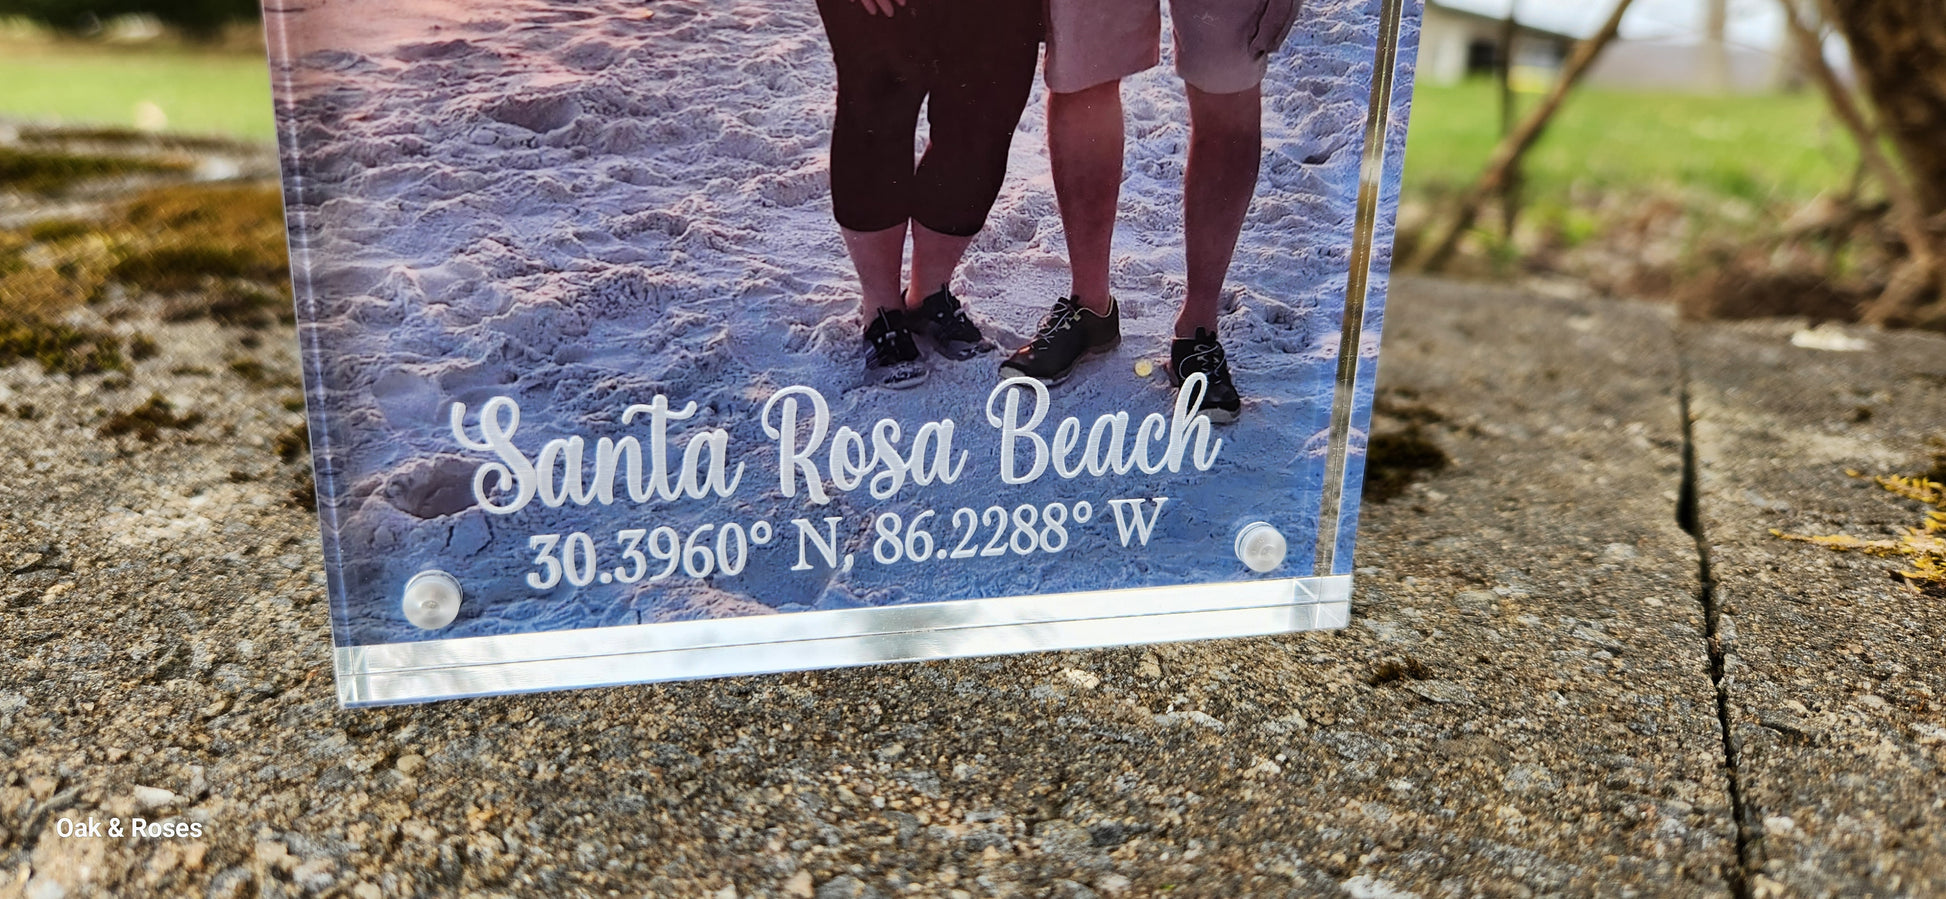 Santa Rosa Beach
30.3960° N, 86.2288° W
Oak & Roses